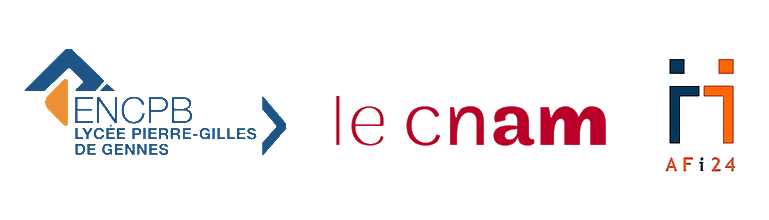 ENCPB
LYCÉE PIERRE-GILLES
DE GENNES
le cnam
AFi24